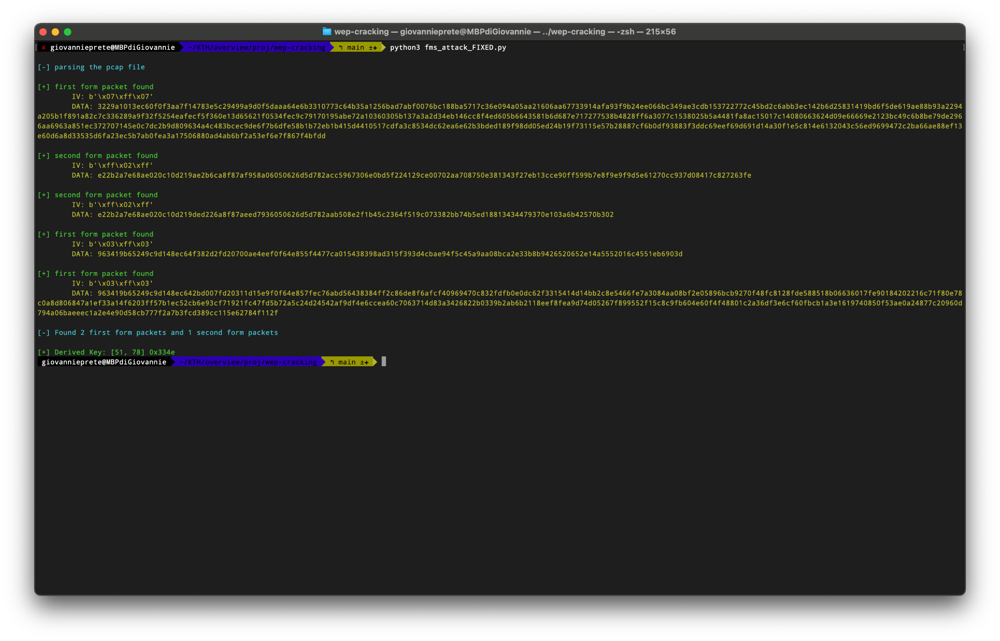 wep-cracking — giovannieprete@MBPdiGiovannie — ../wep-cracking — -zsh — 215×56
[ ✘ giovannieprete@MBPdiGiovannie ~/KTH/overview/proj/wep-cracking ↰ main ±✚ python3 fms_attack_FIXED.py ]
[-] parsing the pcap file
[+] first form packet found
IV: b'\x07\xff\x07'
DATA: 3229a1013ec60f0f3aa7f14783e5c29499a9d0f5daaa64e6b3310773c64b35a1256bad7abf0076bc188ba5717c36e094a05aa21606aa67733914afa93f9b24ee066bc349ae3cdb153722772c45bd2c6abb3ec142b6d25831419bd6f5de619ae88b93a2294
a205b1f891a82c7c336289a9f32f5254eafecf5f360e13d65621f0534fec9c79170195abe72a10360305b137a3a2d34eb146cc8f4ed605b6643581b6d687e717277538b4828ff6a3077c1538025b5a4481fa8ac15017c14080663624d09e66669e2123bc49c6b8be79de296
6aa6963a851ec372707145e0c7dc2b9d809634a4c483bcec9de6f7b6dfe58b1b72eb1b415d4410517cdfa3c8534dc62ea6e62b3bded189f98dd05ed24b19f73115e57b28887cf6b0df93883f3ddc69eef69d691d14a30f1e5c814e6132043c56ed9699472c2ba66ae88ef13
e60d6a8d33535d6fa23ec5b7ab0fea3a17506880ad4ab6bf2a53ef6e7f867f4bfdd
[+] second form packet found
IV: b'\xff\x02\xff'
DATA: e22b2a7e68ae020c10d219ae2b6ca8f87af958a06050626d5d782acc5967306e0bd5f224129ce00702aa708750e381343f27eb13cce90ff599b7e8f9e9f9d5e61270cc937d08417c827263fe
[+] second form packet found
IV: b'\xff\x02\xff'
DATA: e22b2a7e68ae020c10d219ded226a8f87aeed7936050626d5d782aab508e2f1b45c2364f519c073382bb74b5ed18813434479370e103a6b42570b302
[+] first form packet found
IV: b'\x03\xff\x03'
DATA: 963419b65249c9d148ec64f382d2fd20700ae4eef0f64e855f4477ca015438398ad315f393d4cbae94f5c45a9aa08bca2e33b8b9426520652e14a5552016c4551eb6903d
[+] first form packet found
IV: b'\x03\xff\x03'
DATA: 963419b65249c9d148ec642bd007fd20311d15e9f0f64e857fec76abd56438384ff2c86de8f6afcf40969470c832fdfb0e0dc62f3315414d14bb2c8e5466fe7a3084aa08bf2e05896bcb9270f48fc8128fde588518b06636017fe90184202216c71f80e78
c0a8d806847a1ef33a14f6203ff57b1ec52cb6e93cf71921fc47fd5b72a5c24d24542af9df4e6ccea60c7063714d83a3426822b0339b2ab6b2118eef8fea9d74d05267f899552f15c8c9fb604e60f4f48801c2a36df3e6cf60fbcb1a3e1619740850f53ae0a24877c20960d
794a06baeeec1a2e4e90d58cb777f2a7b3fcd389cc115e62784f112f
[-] Found 2 first form packets and 1 second form packets
[+] Derived Key: [51, 78] 0x334e
giovannieprete@MBPdiGiovannie ~/KTH/overview/proj/wep-cracking ↰ main ±✚